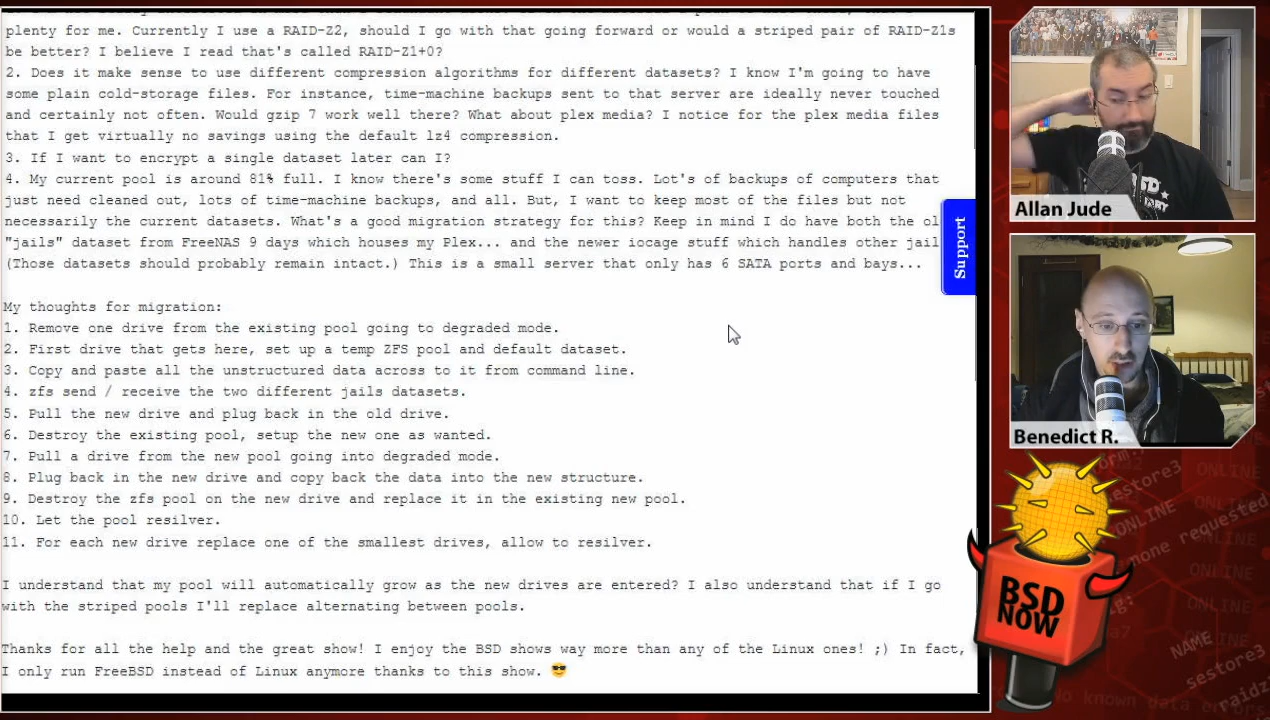 plenty for me. Currently I use a RAID-Z2, should I go with that going forward or would a striped pair of RAID-Z1s
be better? I believe I read that's called RAID-Z1+0?
2. Does it make sense to use different compression algorithms for different datasets? I know I'm going to have
some plain cold-storage files. For instance, time-machine backups sent to that server are ideally never touched
and certainly not often. Would gzip 7 work well there? What about plex media? I notice for the plex media files
that I get virtually no savings using the default lz4 compression.
3. If I want to encrypt a single dataset later can I?
4. My current pool is around 81% full. I know there's some stuff I can toss. Lot's of backups of computers that
just need cleaned out, lots of time-machine backups, and all. But, I want to keep most of the files but not
necessarily the current datasets. What's a good migration strategy for this? Keep in mind I do have both the ol
"jails" dataset from FreeNAS 9 days which houses my Plex... and the newer iocage stuff which handles other jail
(Those datasets should probably remain intact.) This is a small server that only has 6 SATA ports and bays...
My thoughts for migration:
1. Remove one drive from the existing pool going to degraded mode.
2. First drive that gets here, set up a temp ZFS pool and default dataset.
3. Copy and paste all the unstructured data across to it from command line.
4. zfs send / receive the two different jails datasets.
5. Pull the new drive and plug back in the old drive.
6. Destroy the existing pool, setup the new one as wanted.
7. Pull a drive from the new pool going into degraded mode.
8. Plug back in the new drive and copy back the data into the new structure.
9. Destroy the zfs pool on the new drive and replace it in the existing new pool.
10. Let the pool resilver.
11. For each new drive replace one of the smallest drives, allow to resilver.
I understand that my pool will automatically grow as the new drives are entered? I also understand that if I go
with the striped pools I'll replace alternating between pools.
Thanks for all the help and the great show! I enjoy the BSD shows way more than any of the Linux ones! ;) In fact,
I only run FreeBSD instead of Linux anymore thanks to this show. 😎
Support
Allan Jude
Benedict R.
BSD
NOW